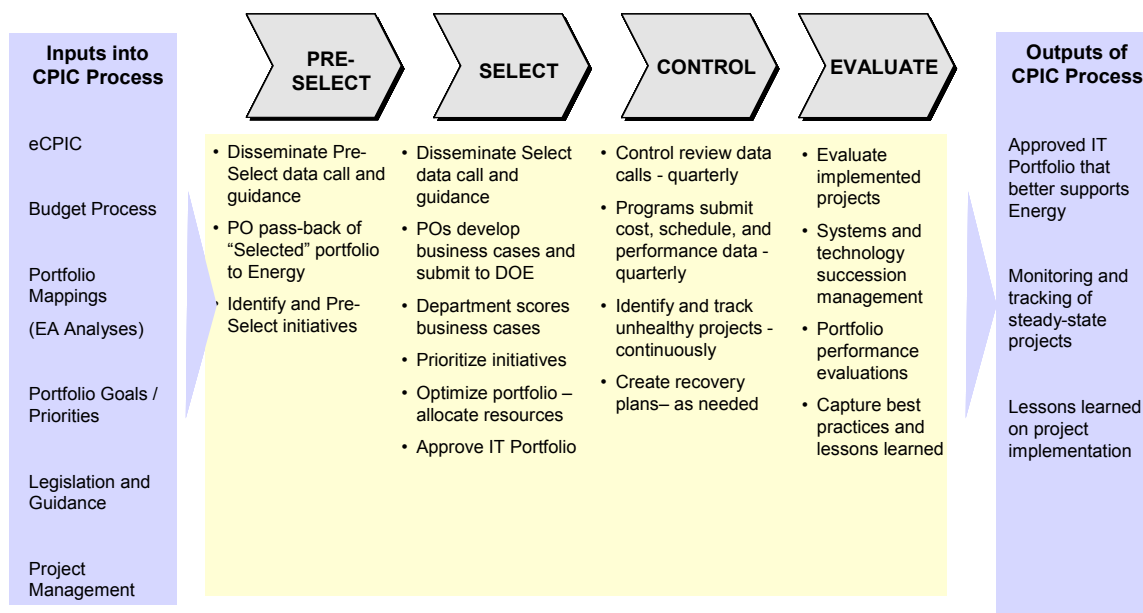 Inputs into
CPIC Process
eCPIC
Budget Process
Portfolio
Mappings
(EA Analyses)
Portfolio Goals /
Priorities
Legislation and
Guidance
Project
Management
PRE-
SELECT
• Disseminate Pre-
Select data call and
guidance
• PO pass-back of
“Selected” portfolio
to Energy
• Identify and Pre-
Select initiatives
SELECT
• Disseminate Select
data call and
guidance
• POs develop
business cases and
submit to DOE
• Department scores
business cases
• Prioritize initiatives
• Optimize portfolio –
allocate resources
• Approve IT Portfolio
CONTROL
• Control review data
calls - quarterly
• Programs submit
cost, schedule, and
performance data -
quarterly
• Identify and track
unhealthy projects -
continuously
• Create recovery
plans– as needed
EVALUATE
• Evaluate
implemented
projects
• Systems and
technology
succession
management
• Portfolio
performance
evaluations
• Capture best
practices and
lessons learned
Outputs of
CPIC Process
Approved IT
Portfolio that
better supports
Energy
Monitoring and
tracking of
steady-state
projects
Lessons learned
on project
implementation